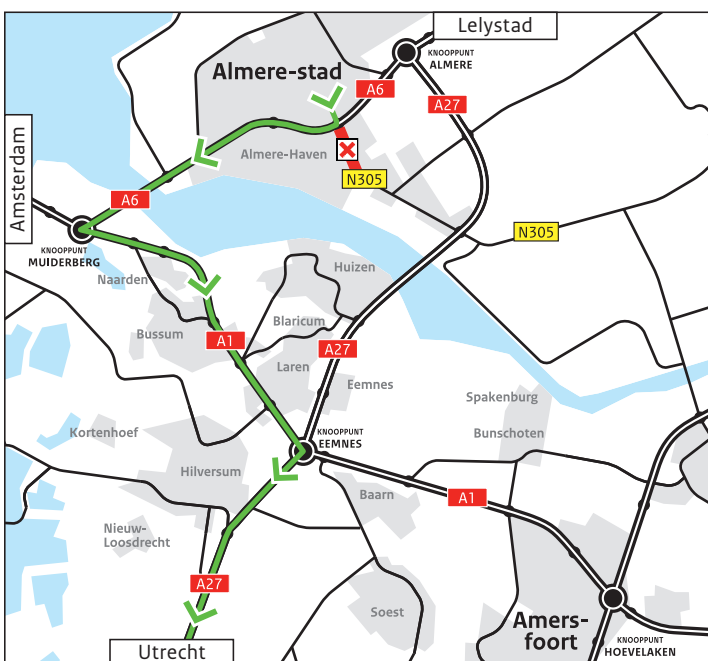 Lelystad
KNOOPPUNT
ALMERE
Almere-stad
A6
A27
Almere-Haven
N305
Amsterdam
A6
N305
KNOOPPUNT
MUIDERBERG
Naarden
Huizen
Blaricum
Bussum
A1
A27
Laren
Eemnes
Spakenburg
Kortenhoef
KNOOPPUNT
EEMNES
Bunschoten
Hilversum
Baarn
A1
Nieuw-
Loosdrecht
A27
Soest
Amers-
foort
KNOOPPUNT
HOEVELAKEN
Utrecht